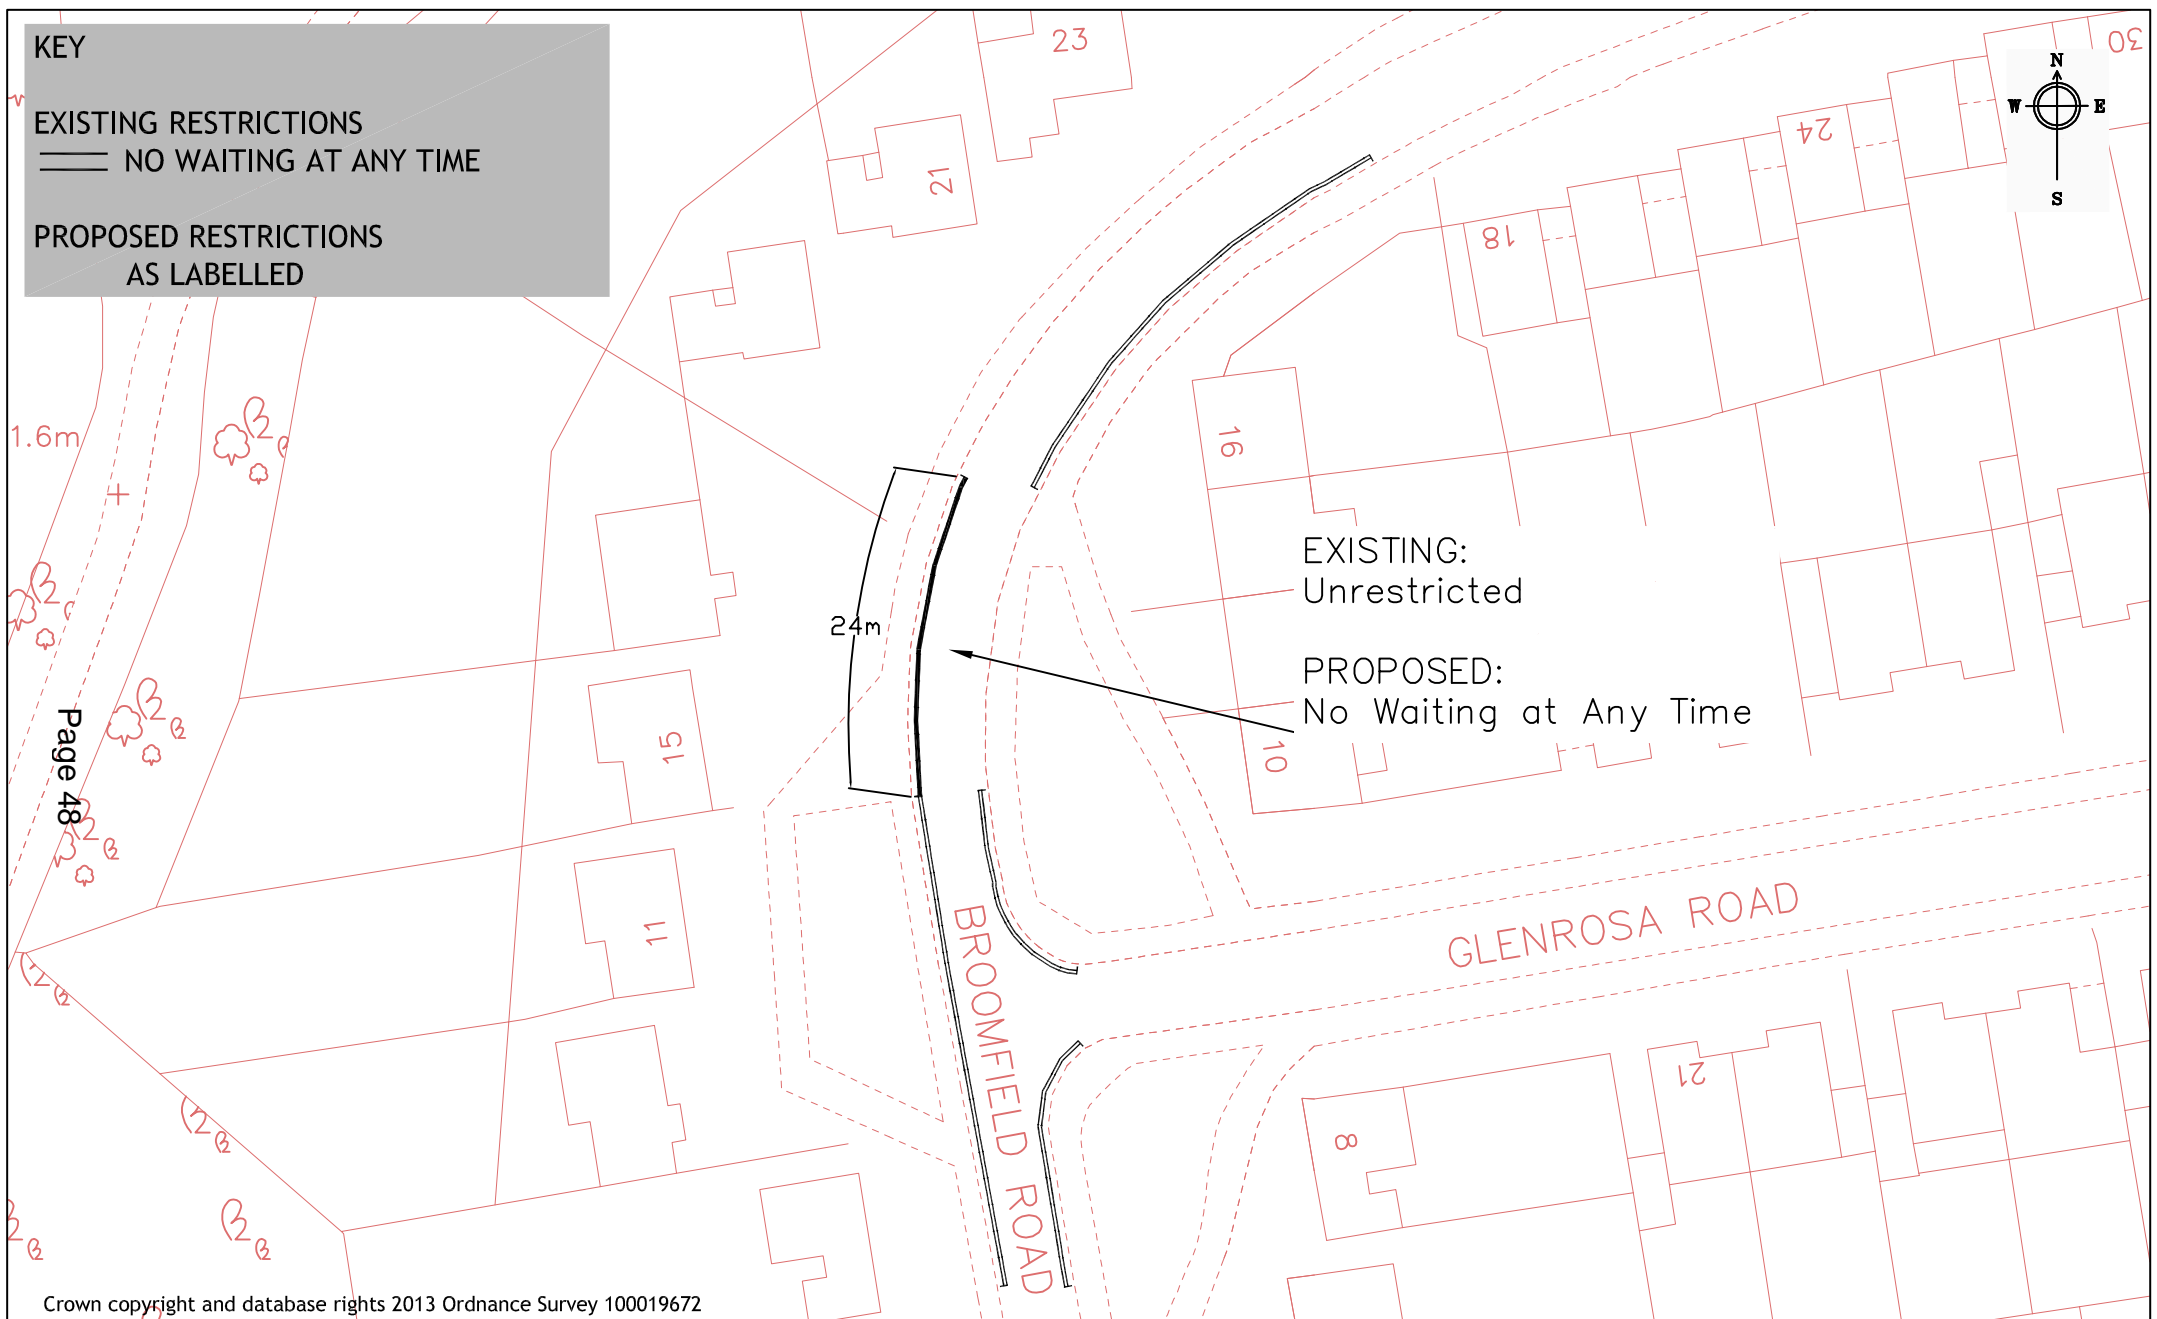 KEY
EXISTING RESTRICTIONS
NO WAITING AT ANY TIME
PROPOSED RESTRICTIONS
AS LABELLED
23
30
N
W E
S
24
21
18
1.6m
16
EXISTING:
Unrestricted
24m
PROPOSED:
No Waiting at Any Time
Page 48
15
10
11
BROOMFIELD ROAD
GLENROSA ROAD
21
8
Crown copyright and database rights 2013 Ordnance Survey 100019672